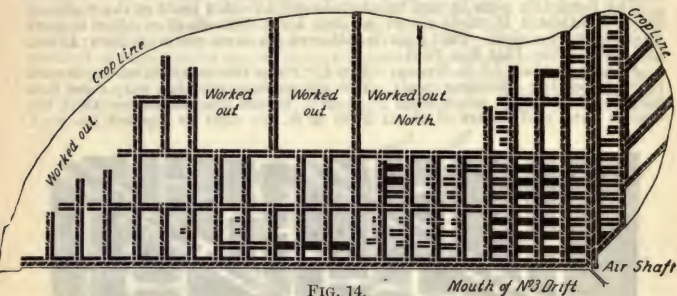 Crop Line
Crop Line
Worked
out
Worked
out
Worked out
North
Worked out
Air Shaft
Mouth of Nº3 Drift
FIG. 14.